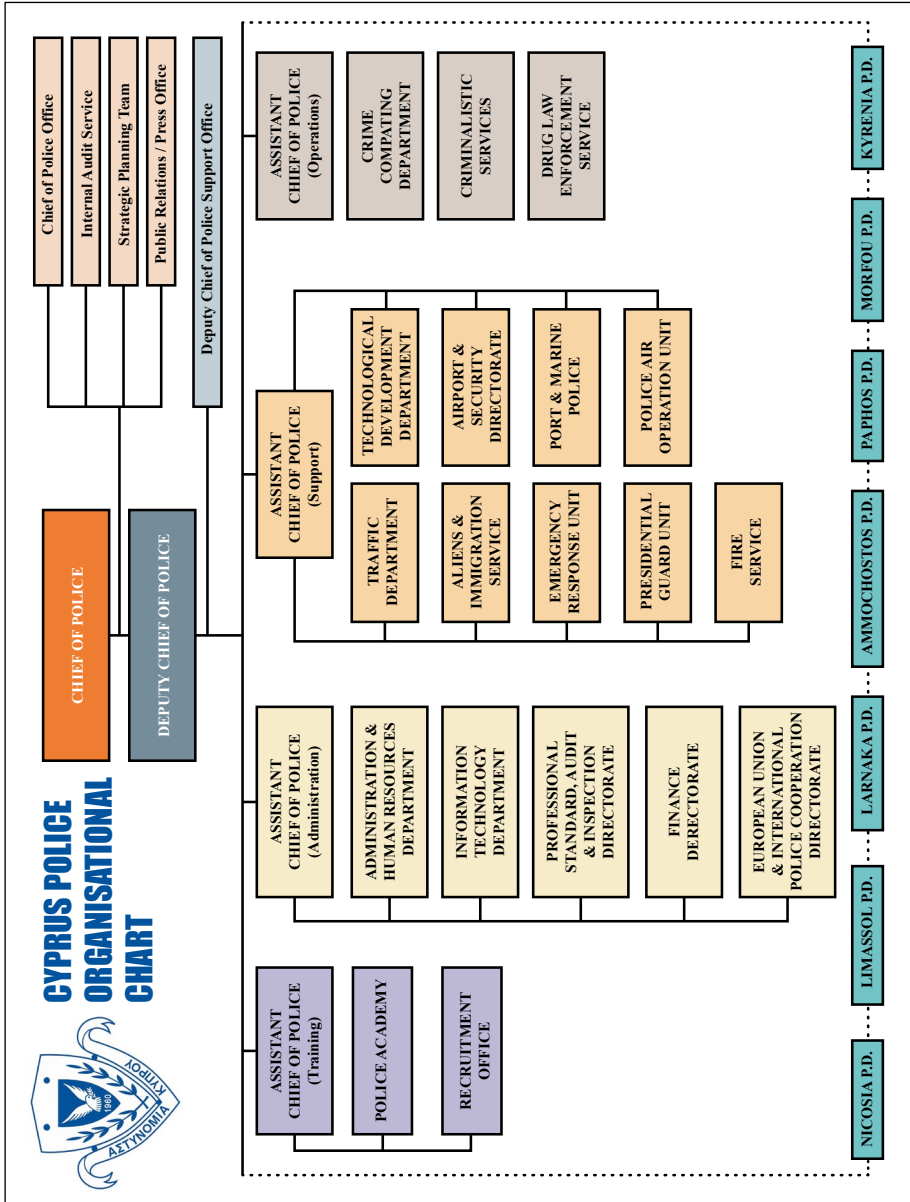 CYPRUS POLICE
ORGANISATIONAL
CHART
ΑΣΤΥΝΟΜΙΑ
ΚΥΠΡΟΥ
1960
CHIEF OF POLICE
DEPUTY CHIEF OF POLICE
Chief of Police Office
Internal Audit Service
Strategic Planning Team
Public Relations / Press Office
Deputy Chief of Police Support Office
ASSISTANT
CHIEF OF POLICE
(Training)
POLICE ACADEMY
RECRUITMENT
OFFICE
ASSISTANT
CHIEF OF POLICE
(Administration)
ADMINISTRATION &
HUMAN RESOURCES
DEPARTMENT
INFORMATION
TECHNOLOGY
DEPARTMENT
PROFESSIONAL
STANDARD, AUDIT
& INSPECTION
DIRECTORATE
FINANCE
DERECTORATE
EUROPEAN UNION
& INTERNATIONAL
POLICE COOPERATION
DIRECTORATE
ASSISTANT
CHIEF OF POLICE
(Support)
TRAFFIC
DEPARTMENT
ALIENS &
IMMIGRATION
SERVICE
EMERGENCY
RESPONSE UNIT
PRESIDENTIAL
GUARD UNIT
FIRE
SERVICE
TECHNOLOGICAL
DEVELOPMENT
DEPARTMENT
AIRPORT &
SECURITY
DIRECTORATE
PORT & MARINE
POLICE
POLICE AIR
OPERATION UNIT
ASSISTANT
CHIEF OF POLICE
(Operations)
CRIME
COMPATING
DEPARTMENT
CRIMINALISTIC
SERVICES
DRUG LAW
ENFORCEMENT
SERVICE
NICOSIA P.D.
LIMASSOL P.D.
LARNAKA P.D.
AMMOCHOSTOS P.D.
PAPHOS P.D.
MORFOU P.D.
KYRENIA P.D.